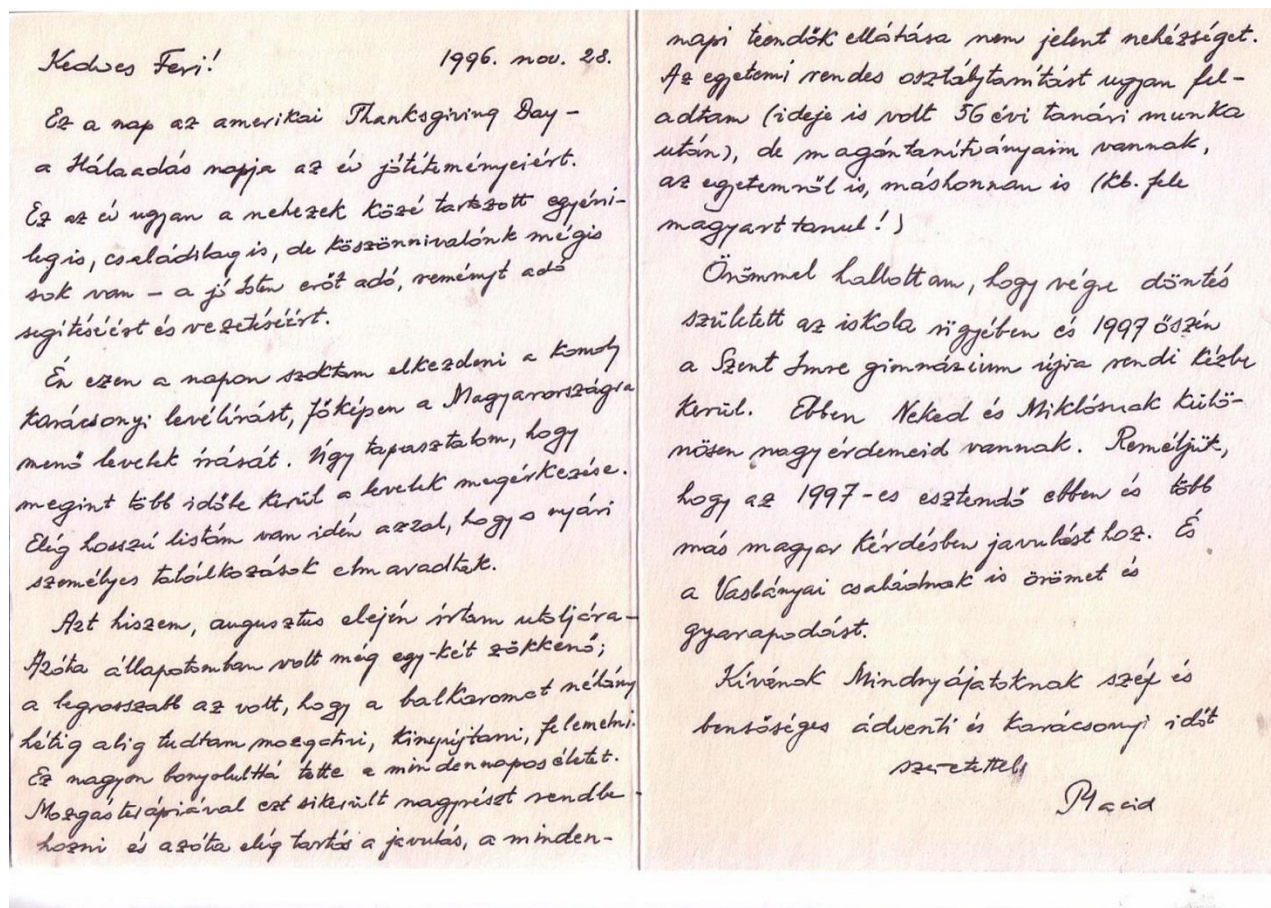 Kedves Feri! 1996. nov. 28.
Ez a nap az amerikai Thanksgiving Day –
a Hálaadás napja az év jótéteményeiért.
Ez az év ugyan a nehezek közé tartozott egyéni-
legis, családilag is, de köszönnivalónk mégis
sok van – a jó Isten erőt adó, reményt adó
segítéséért és vezetéséért.
Én ezen a napon szoktam elkezdeni a komoly
karácsonyi levélírást, főképen a Magyarországra
menő levelek írását. Úgy tapasztalom, hogy
megint több időbe kerül a levelek megérkezése.
Elég hosszú listám van idén azzal, hogy a nyári
személyes találkozások elmaradtak.
Azt hiszem, augusztus elején írtam utoljára –
Azóta állapotomban volt még egy-két zökkenő;
a legrosszabb az volt, hogy a balkaromat néhány
hétig alig tudtam mozgatni, kinyújtani, felemelni.
Ez nagyon bonyolulttá tette a mindennapos életet.
Mozgásterápiával ezt sikerült nagyrészt rendbe
hozni és azóta elég tartós a javulás, a minden-
napi teendők ellátása nem jelent nehézséget.
Az egyetemi rendes osztálytanítást ugyan fel-
adtam (ideje is volt 56 évi tanári munka
után), de magántanítványaim vannak,
az egyetemről is, máshonnan is (kb. fele
magyart tanul!)
Örömmel hallottam, hogy végre döntés
született az iskola ügyében és 1997 őszén
a Szent Imre gimnázium újra rendi kézbe
kerül. Ebben Neked és Miklósnak külö-
nösen nagy érdemeid vannak. Reméljük,
hogy az 1997-es esztendő ebben és több
más magyar kérdésben javulást hoz. És
a Vasbányai családnak is örömet és
gyarapodást.
Kívánok Mindnyájatoknak szép és
bensőséges ádventi és karácsonyi időt
szeretettel,
Placid